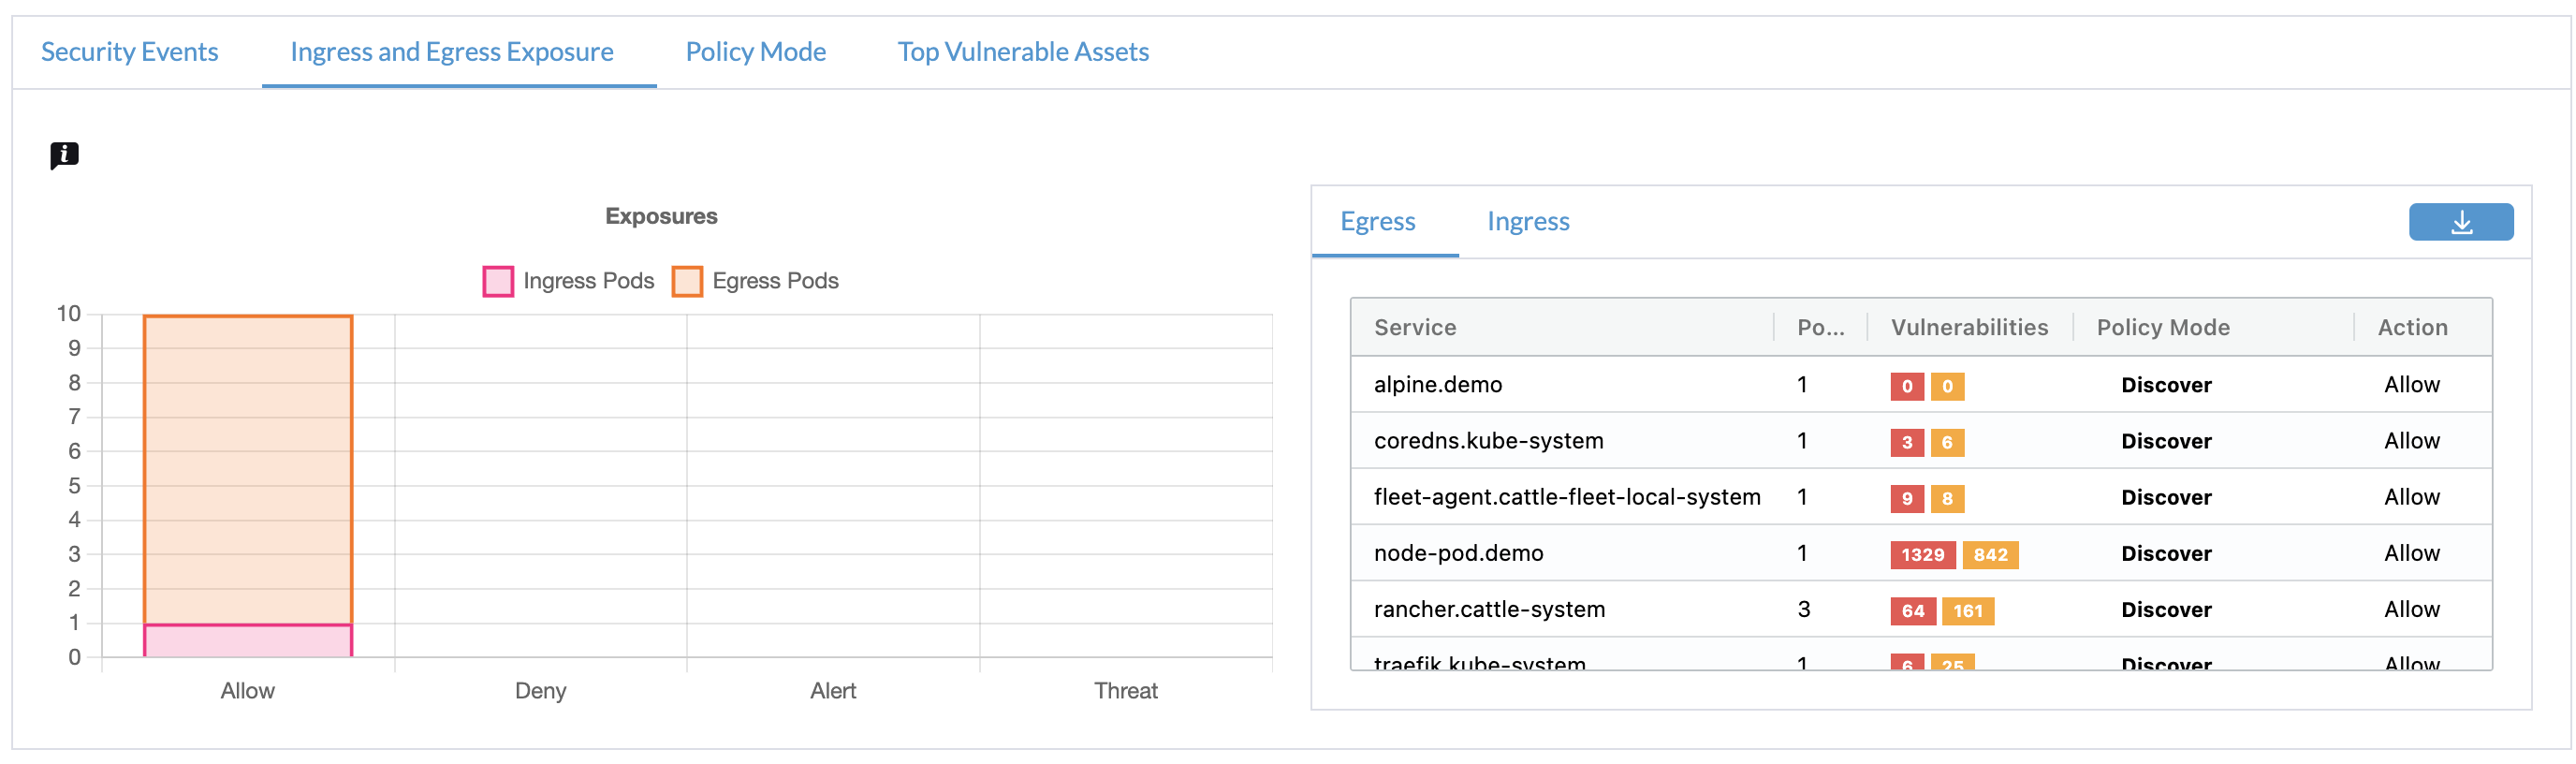 Security Events Ingress and Egress Exposure Policy Mode Top Vulnerable Assets
i
Exposures
Ingress Pods Egress Pods
10
9
8
7
6
5
4
3
2
1
0
Allow Deny Alert Threat
Egress Ingress
Service Po... Vulnerabilities Policy Mode Action
alpine.demo 1 0 0 Discover Allow
coredns.kube-system 1 3 6 Discover Allow
fleet-agent.cattle-fleet-local-system 1 9 8 Discover Allow
node-pod.demo 1 1329 842 Discover Allow
rancher.cattle-system 3 64 161 Discover Allow
traefik.kube-system 1 6 25 Discover Allow